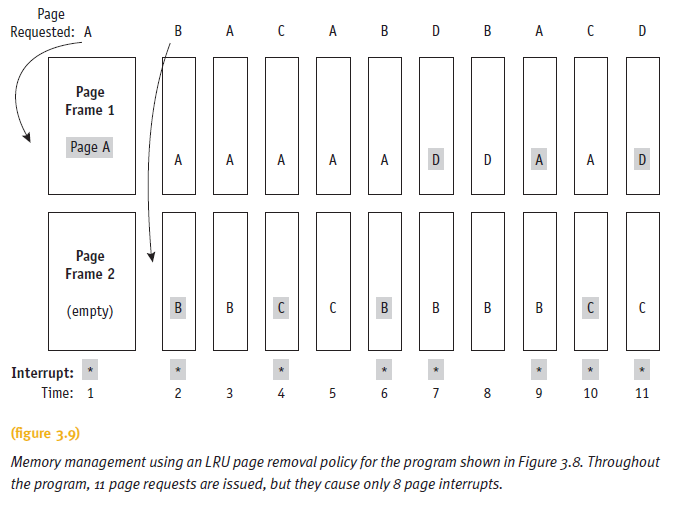 Page
Requested: A B A C A B D B A C D
Page
Frame 1
Page A
A A A A A D D A A D
Page
Frame 2
(empty)
B B C C B B B B C C
Interrupt: * * * * * * * *
Time: 1 2 3 4 5 6 7 8 9 10 11
(figure 3.9)
Memory management using an LRU page removal policy for the program shown in Figure 3.8. Throughout
the program, 11 page requests are issued, but they cause only 8 page interrupts.